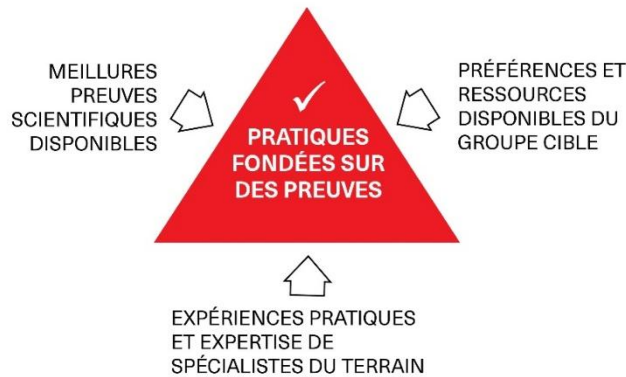 MEILLURES
PREUVES
SCIENTIFIQUES
DISPONIBLES
PRATIQUES
FONDÉES SUR
DES PREUVES
PRÉFÉRENCES ET
RESSOURCES
DISPONIBLES DU
GROUPE CIBLE
EXPÉRIENCES PRATIQUES
ET EXPERTISE DE
SPÉCIALISTES DU TERRAIN